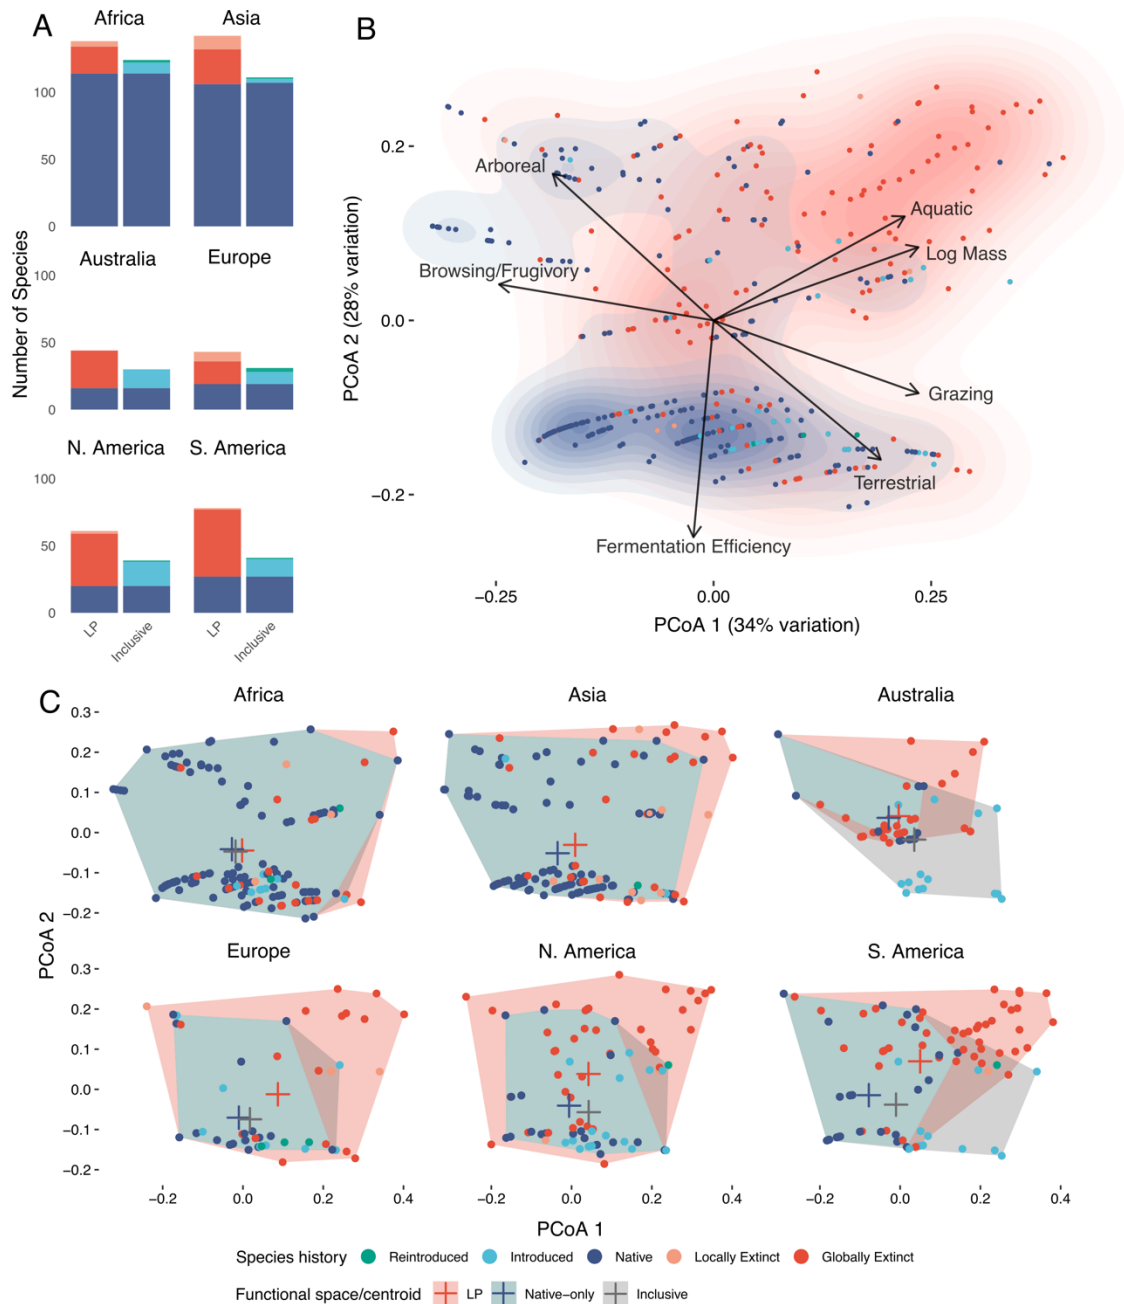 A
Africa
Asia
100
50
0
Australia
Europe
100
50
0
N. America
S. America
100
50
0
LP
Inclusive
LP
Inclusive
Number of Species
B
0.2
0.0
−0.2
PCoA 2 (28% variation)
Arboreal
Aquatic
Log Mass
Browsing/Frugivory
Grazing
Terrestrial
Fermentation Efficiency
−0.25
0.00
0.25
PCoA 1 (34% variation)
C
Africa
Asia
Australia
0.3
0.2
0.1
0.0
−0.1
−0.2
PCoA 2
Europe
N. America
S. America
0.3
0.2
0.1
0.0
−0.1
−0.2
−0.2
0.0
0.2
0.4
−0.2
0.0
0.2
0.4
−0.2
0.0
0.2
0.4
PCoA 1
Species history Reintroduced Introduced Native Locally Extinct Globally Extinct
Functional space/centroid LP Native−only Inclusive